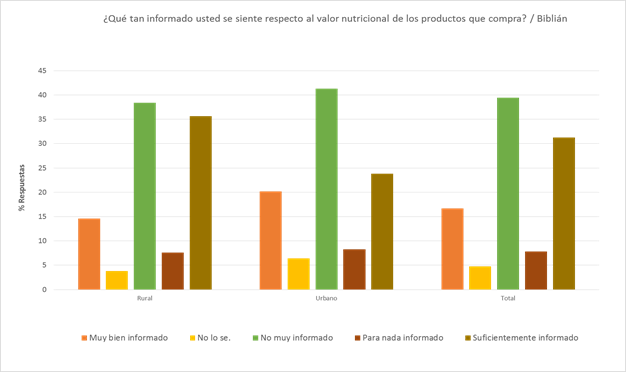 ¿Qué tan informado usted se siente respecto al valor nutricional de los productos que compra? / Biblián
45
40
35
30
25
20
15
10
5
0
% Respuestas
Rural Urbano Total
Muy bien informado No lo se. No muy informado Para nada informado Suficientemente informado